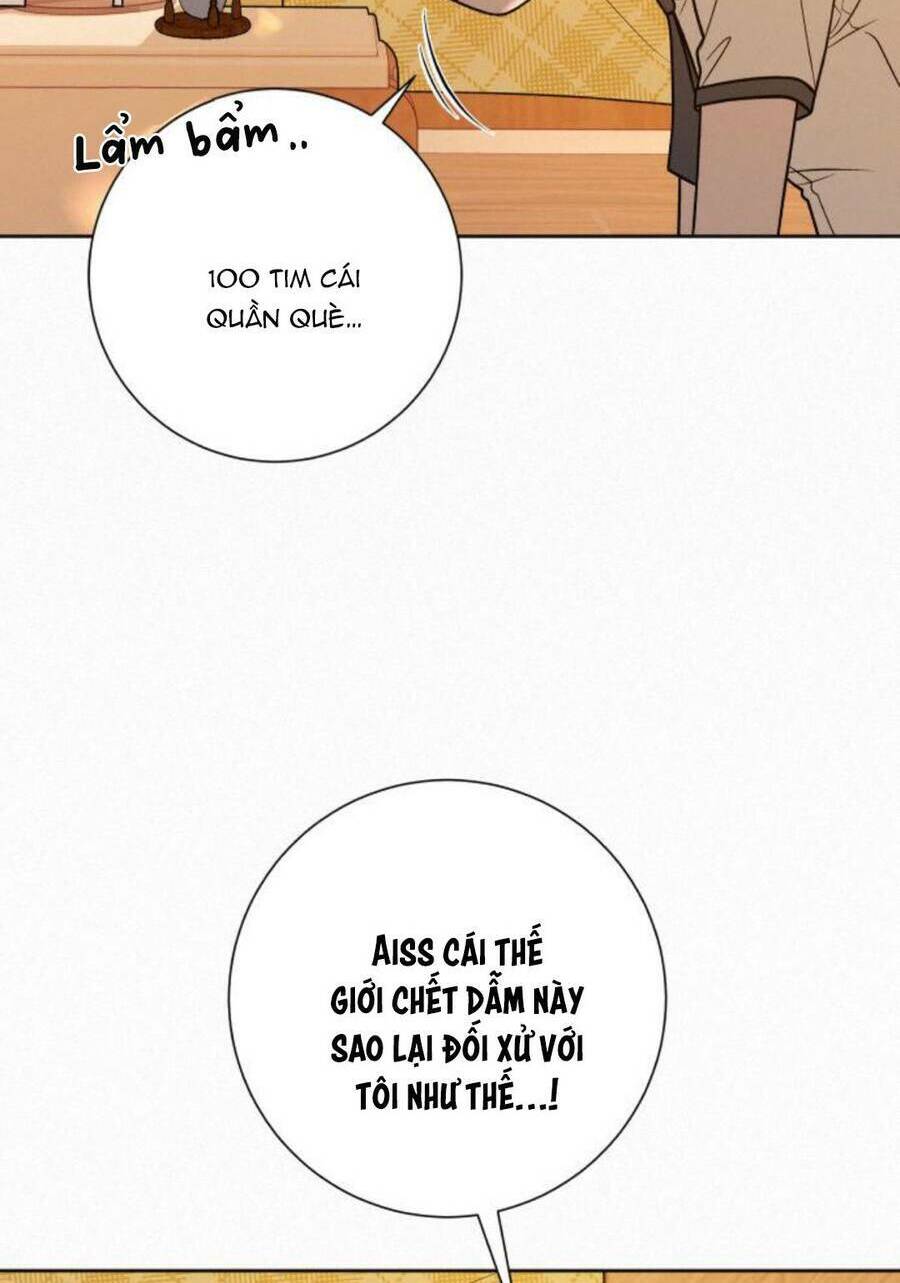 Lẩm bẩm..
100 TIM CÁI
QUẦN QUÈ...
AISS CÁI THẾ
GIỚI CHẾT DẪM NÀY
SAO LẠI ĐỐI XỬ VỚI
TÔI NHƯ THẾ...!